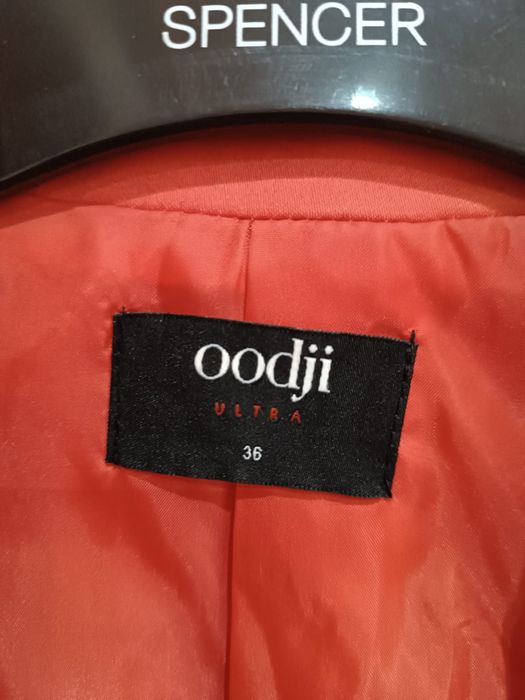 SPENCER
oodji
ULTRA
36